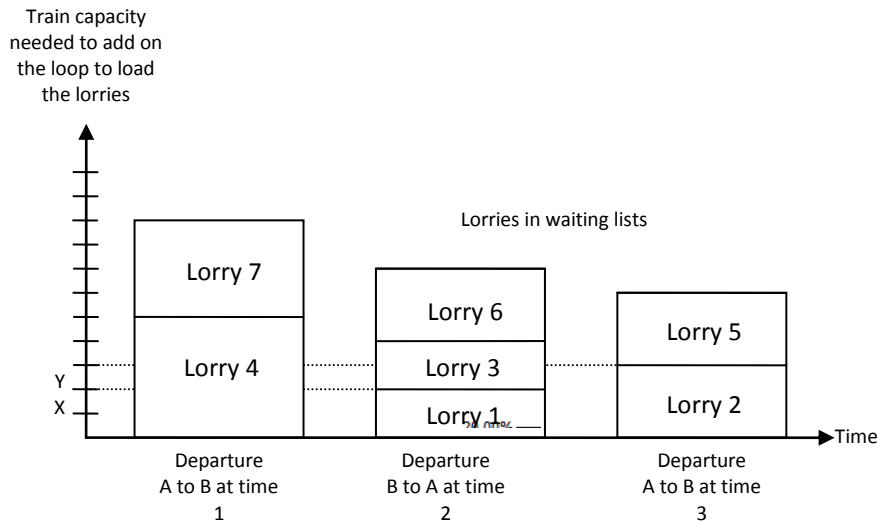 Train capacity
needed to add on
the loop to load
the lorries
Lorries in waiting lists
Lorry 7
Lorry 6
Lorry 5
Lorry 4
Lorry 3
Lorry 2
Lorry 1
Y
X
Time
Departure
A to B at time
1
Departure
B to A at time
2
Departure
A to B at time
3